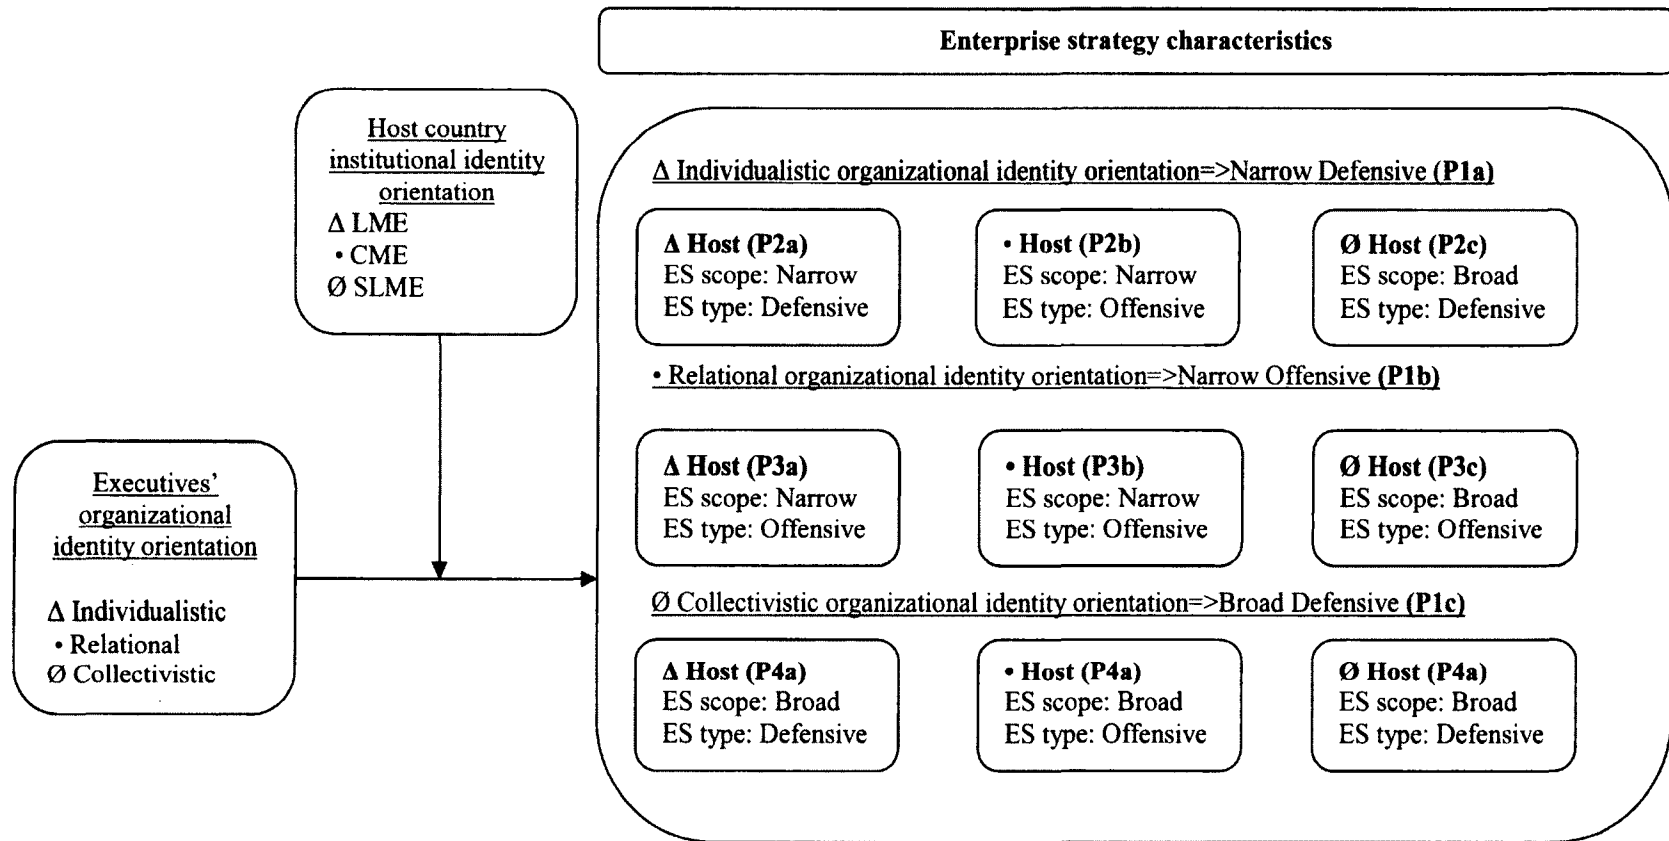 Enterprise strategy characteristics
Host country
institutional identity
orientation
Δ LME
• CME
Ø SLME
Executives'
organizational
identity orientation
Δ Individualistic
• Relational
Ø Collectivistic
Δ Individualistic organizational identity orientation=>Narrow Defensive (P1a)
Δ Host (P2a)
ES scope: Narrow
ES type: Defensive
• Host (P2b)
ES scope: Narrow
ES type: Offensive
Ø Host (P2c)
ES scope: Broad
ES type: Defensive
• Relational organizational identity orientation=>Narrow Offensive (P1b)
Δ Host (P3a)
ES scope: Narrow
ES type: Offensive
• Host (P3b)
ES scope: Narrow
ES type: Offensive
Ø Host (P3c)
ES scope: Broad
ES type: Offensive
Ø Collectivistic organizational identity orientation=>Broad Defensive (P1c)
Δ Host (P4a)
ES scope: Broad
ES type: Defensive
• Host (P4a)
ES scope: Broad
ES type: Offensive
Ø Host (P4a)
ES scope: Broad
ES type: Defensive